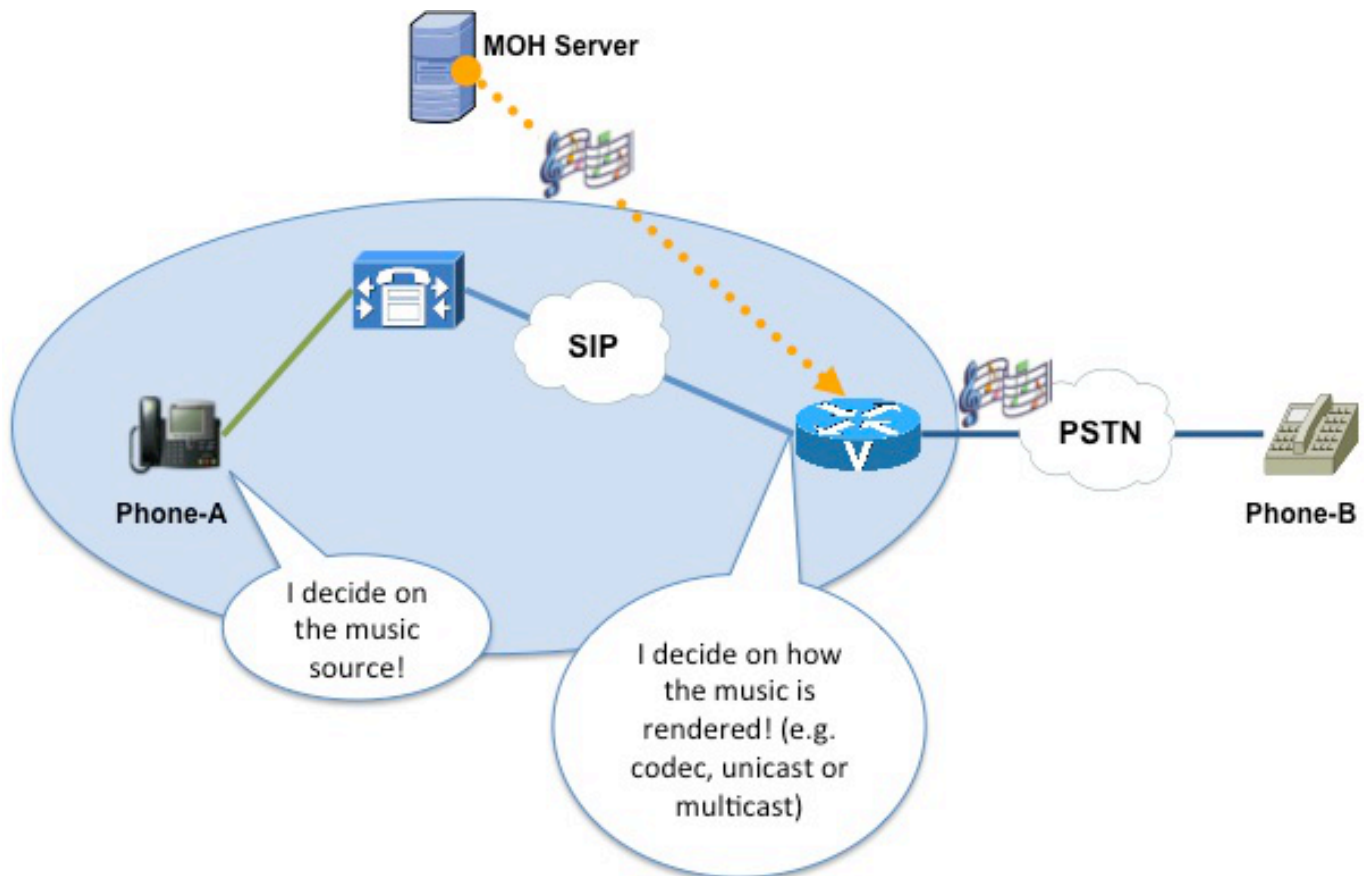 MOH Server
SIP
PSTN
Phone-A
Phone-B
I decide on
the music
source!
I decide on how
the music is
rendered! (e.g.
codec, unicast or
multicast)
V